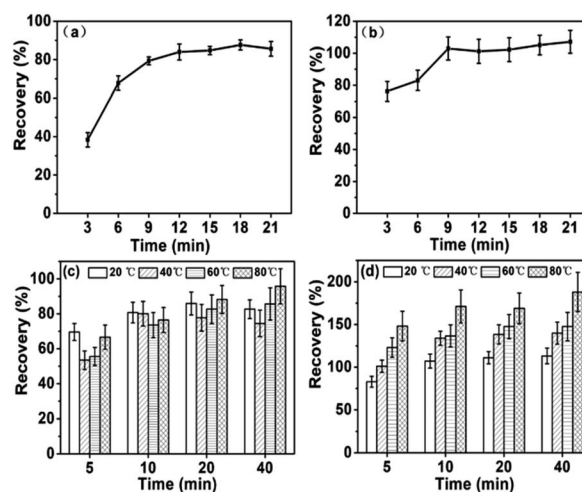 (a)
Recovery (%)
100
80
60
40
20
0
3 6 9 12 15 18 21
Time (min)
(b)
Recovery (%)
120
100
80
60
40
20
0
3 6 9 12 15 18 21
Time (min)
(c)
20 ℃ 40℃ 60℃ 80℃
Recovery (%)
100
80
60
40
20
0
5 10 20 40
Time (min)
(d)
20 ℃ 40℃ 60℃ 80℃
Recovery (%)
200
150
100
50
0
5 10 20 40
Time (min)